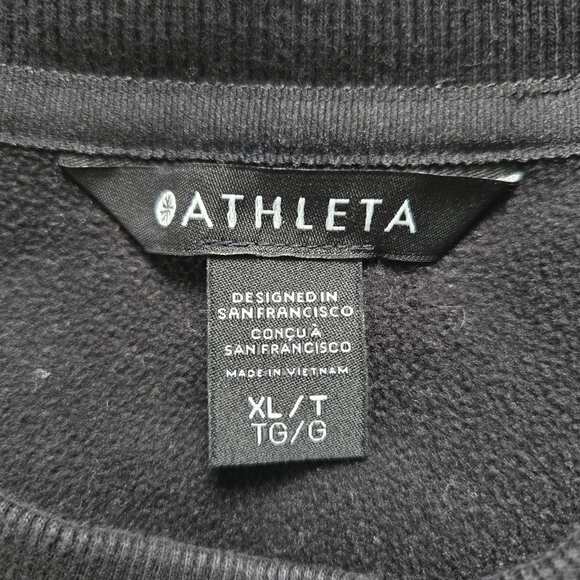 ATHLETA
DESIGNED IN
SAN FRANCISCO
CONÇU A
SAN FRANCISCO
MADE IN VIETNAM
XL/T
TG/G